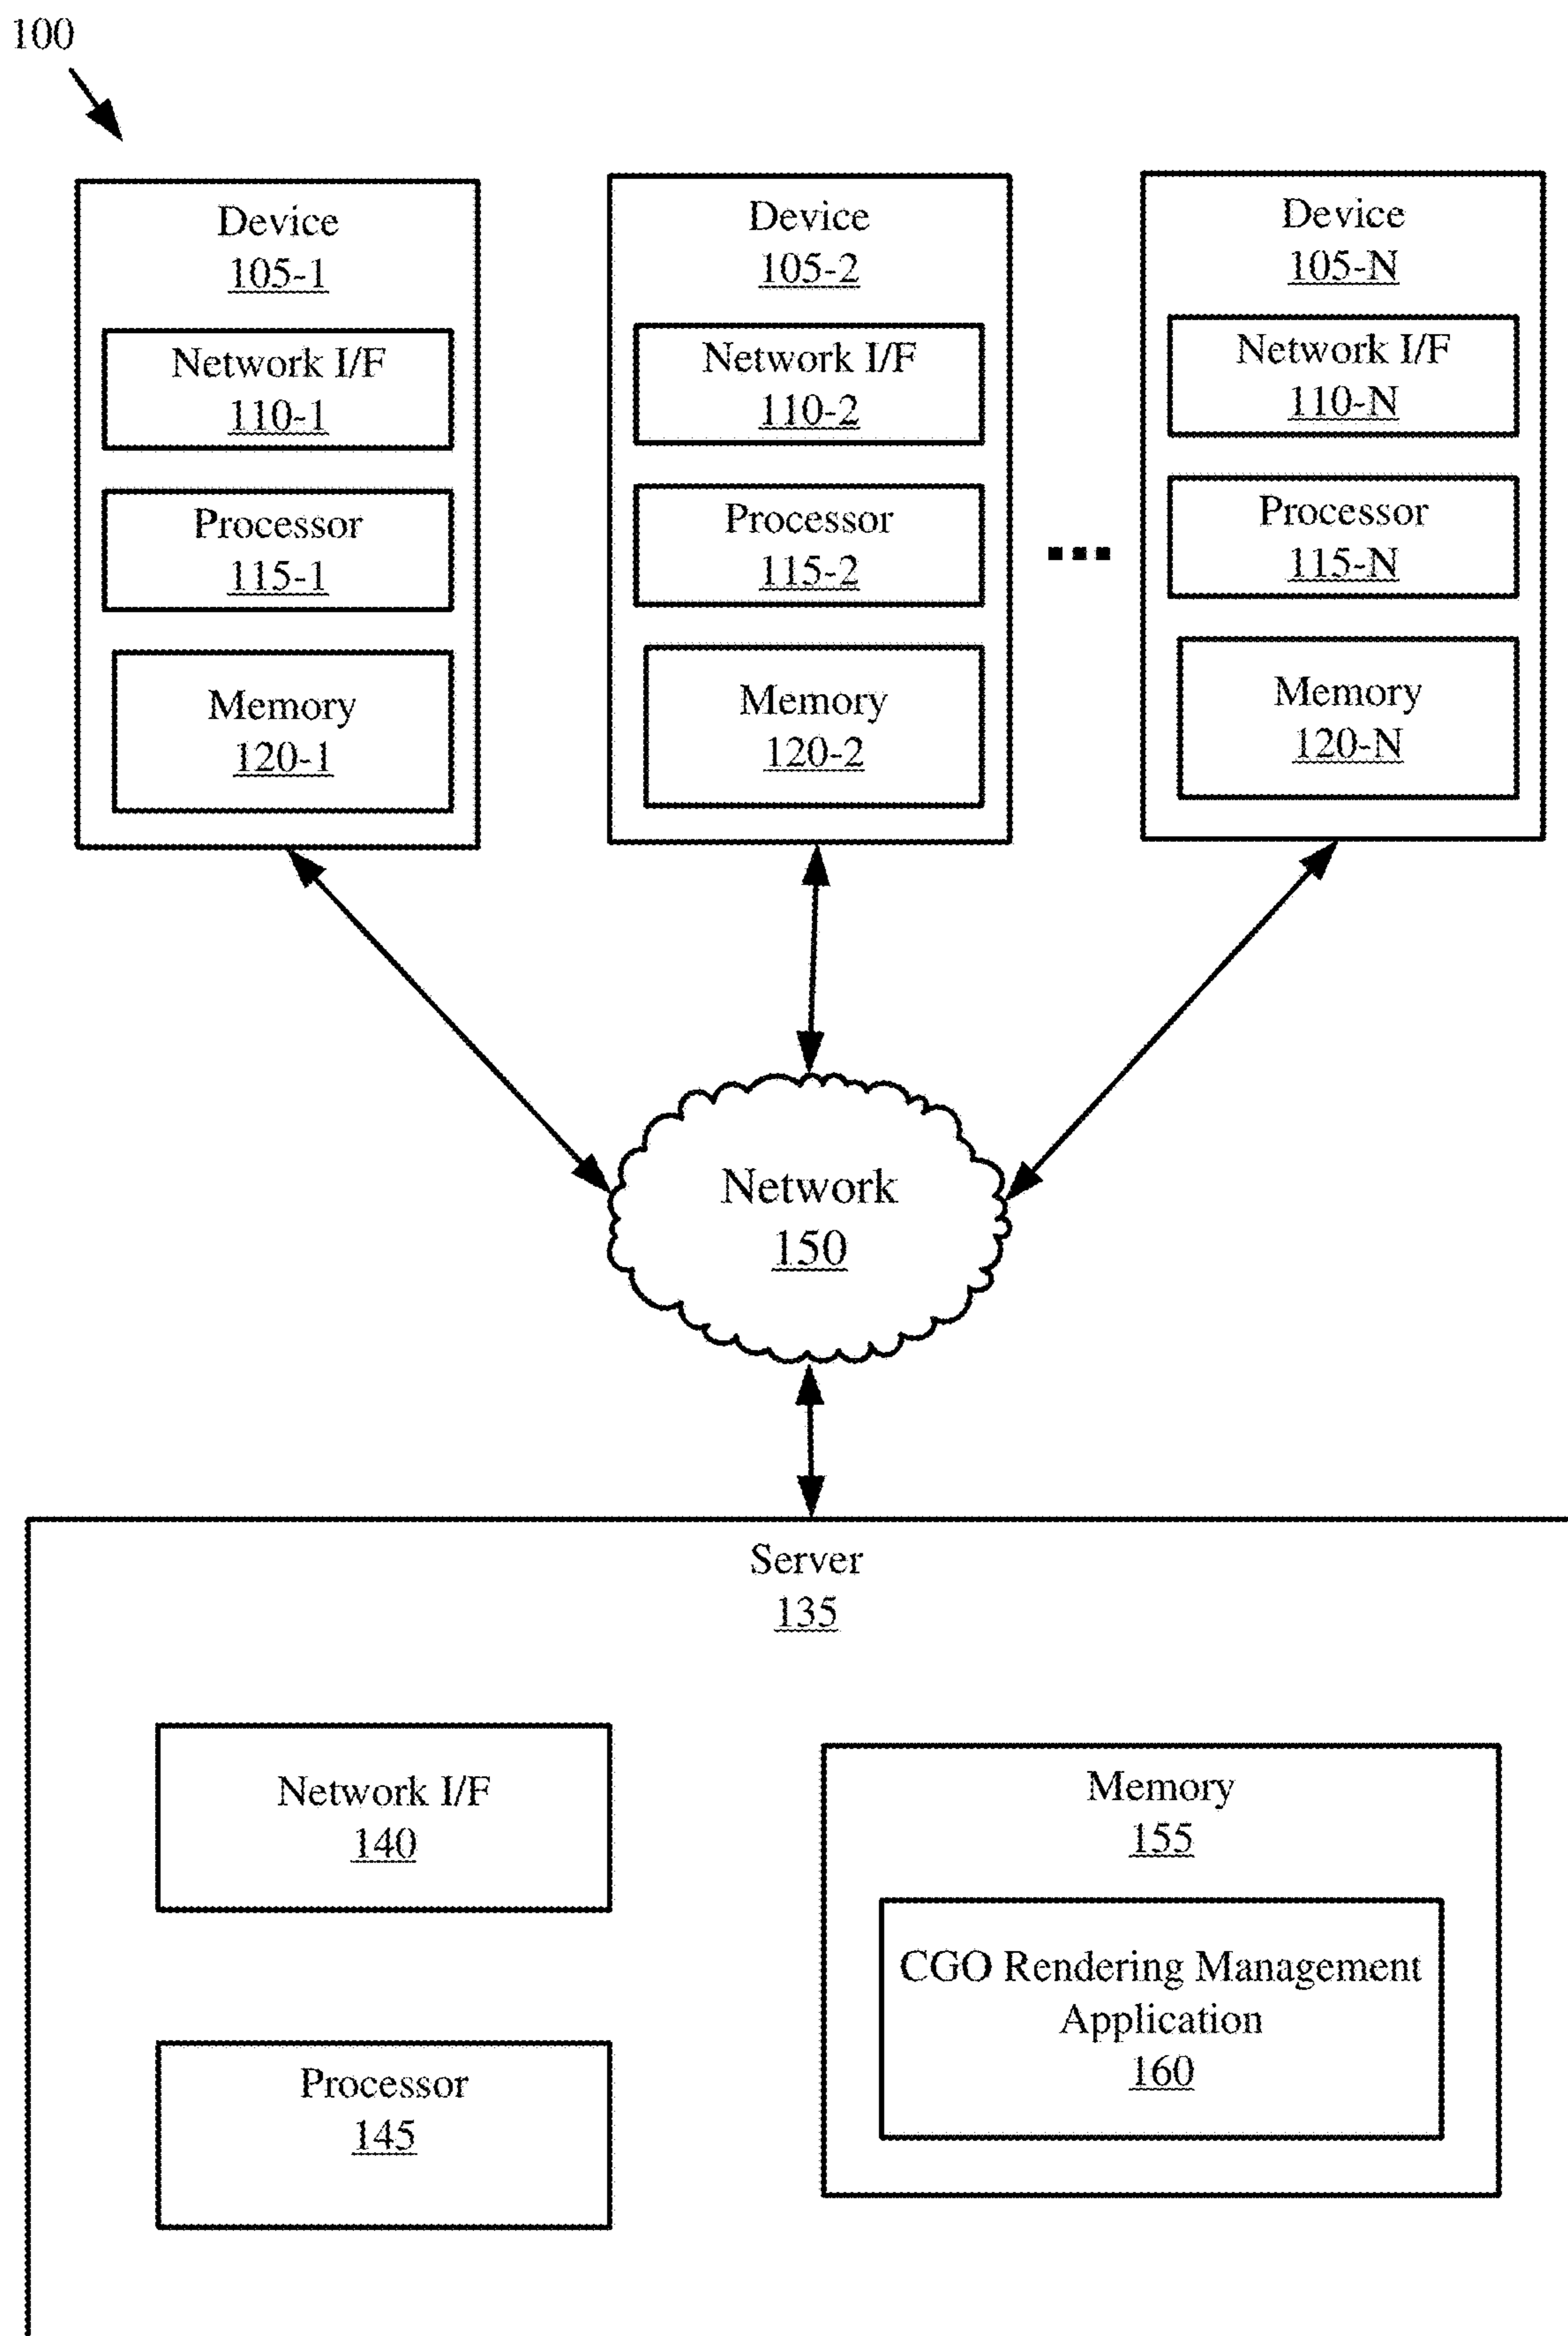 100
Device
105-1
Network I/F
110-1
Processor
115-1
Memory
120-1
Device
105-2
Network I/F
110-2
Processor
115-2
Memory
120-2
Device
105-N
Network I/F
110-N
Processor
115-N
Memory
120-N
Network
150
Server
135
Network I/F
140
Processor
145
Memory
155
CGO Rendering Management
Application
160